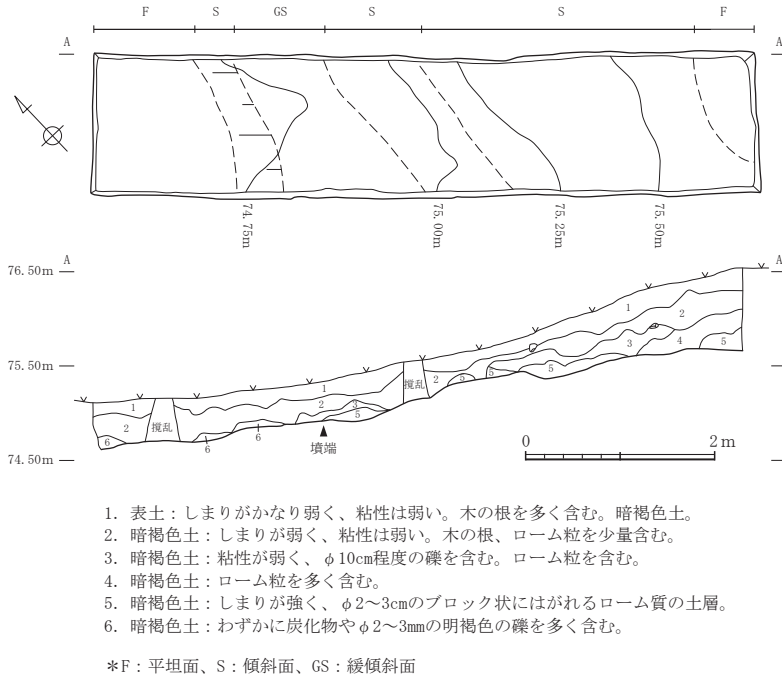 F S GS S S F
A A
74.75m 75.00m 75.25m 75.50m
76.50m A A
1
2
75.50m 3
4 5
1 撹乱 2 5 5 5
1 2 3
2 撹乱 5
6 6 6
墳端
74.50m
0 2m
1. 表土：しまりがかなり弱く、粘性は弱い。木の根を多く含む。暗褐色土。
2. 暗褐色土：しまりが弱く、粘性は弱い。木の根、ローム粒を少量含む。
3. 暗褐色土：粘性が弱く、φ10cm程度の礫を含む。ローム粒を含む。
4. 暗褐色土：ローム粒を多く含む。
5. 暗褐色土：しまりが強く、φ2～3cmのブロック状にはがれるローム質の土層。
6. 暗褐色土：わずかに炭化物やφ2～3mmの明褐色の礫を多く含む。
＊F：平坦面、S：傾斜面、GS：緩傾斜面